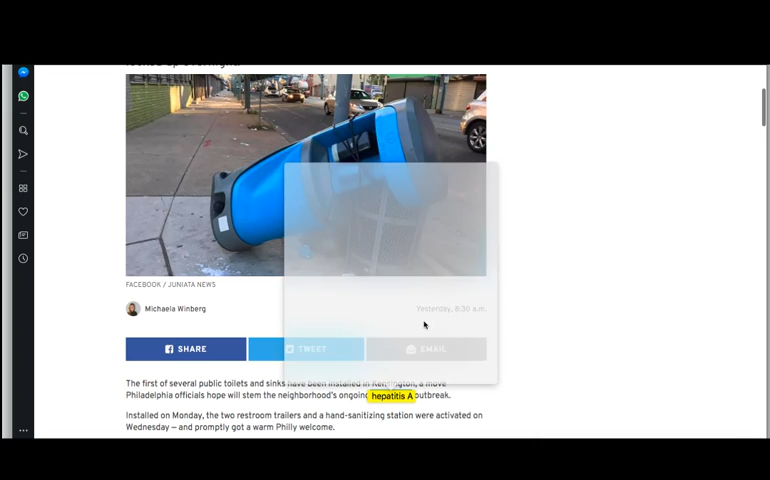 FACEBOOK / JUNIATA NEWS
Michaela Winberg
Yesterday, 8:30 a.m.
SHARE
TWEET
EMAIL
The first of several public toilets and sinks have been installed in Kensington, a move
Philadelphia officials hope will stem the neighborhood's ongoing hepatitis A outbreak.
Installed on Monday, the two restroom trailers and a hand-sanitizing station were activated on
Wednesday — and promptly got a warm Philly welcome.